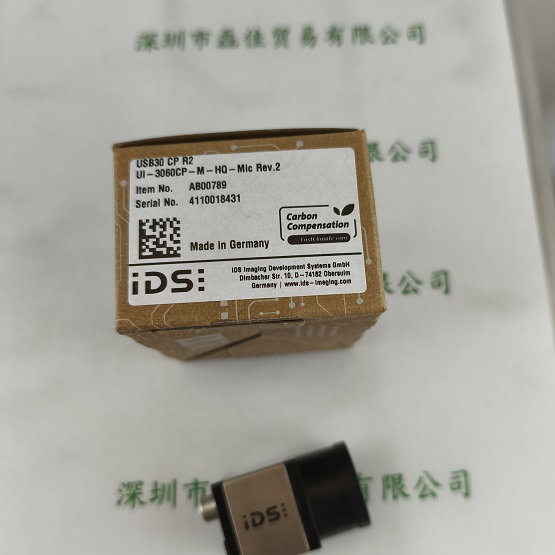 深圳市磊佳贸易有限公司
USB30 CP R2
UI-3060CP-M-HQ-Mic Rev.2
Item No. AB00789
Serial No. 4110018431
Carbon
Compensation
Made in Germany
IDS:
IDS Imaging Development Systems GmbH
Dimbacher Str. 10, D-74182 Obersulm
Germany | www.ids-imaging.com
有限公司
深圳市
有限公司
IDS: